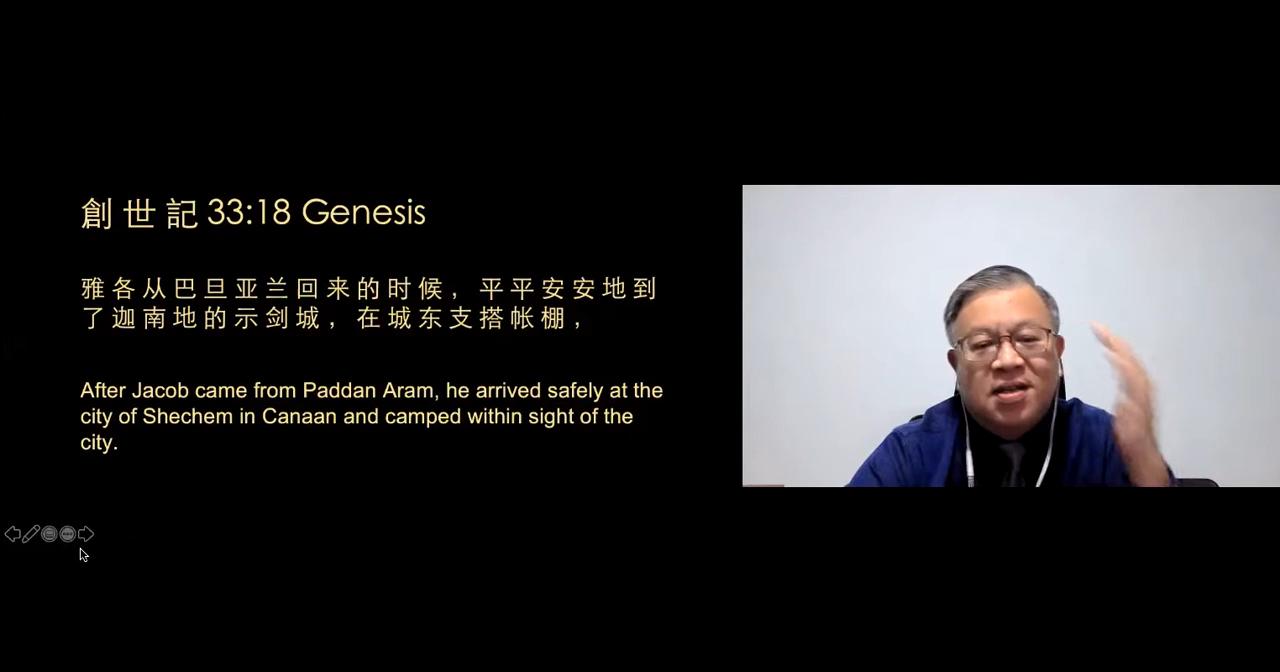 創世記 33:18 Genesis
雅各从巴旦亚兰回来的时候，平平安安地到
了迦南地的示剑城，在城东支搭帐棚，
After Jacob came from Paddan Aram, he arrived safely at the
city of Shechem in Canaan and camped within sight of the
city.